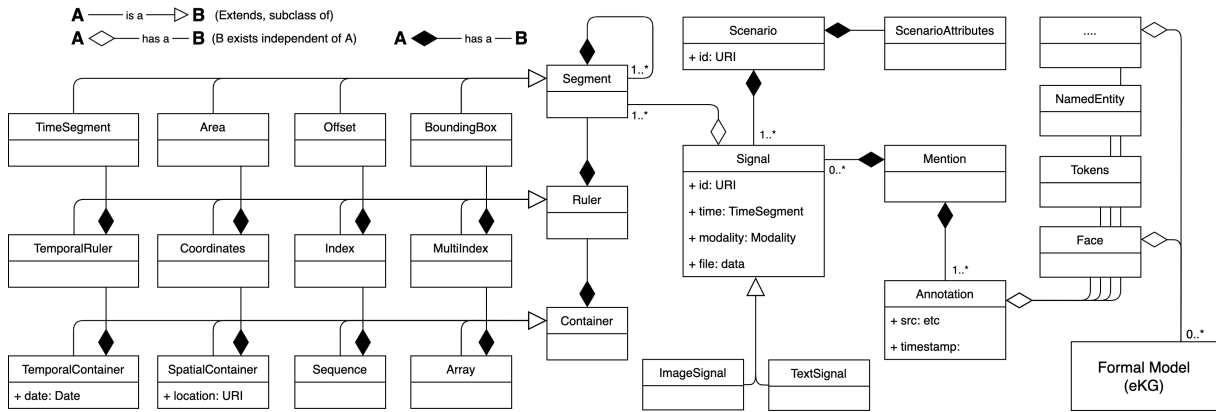 A is a B (Extends, subclass of)
A has a B (B exists independent of A)
A has a B
Segment
1..*
1..*
Scenario
+ id: URI
ScenarioAttributes
1..*
....
NamedEntity
Tokens
Face
TimeSegment
Area
Offset
BoundingBox
Signal
+ id: URI
+ time: TimeSegment
+ modality: Modality
+ file: data
0..*
Mention
1..*
Ruler
TemporalRuler
Coordinates
Index
MultiIndex
Annotation
+ src: etc
+ timestamp:
Container
TemporalContainer
+ date: Date
SpatialContainer
+ location: URI
Sequence
Array
ImageSignal
TextSignal
0..*
Formal Model
(eKG)